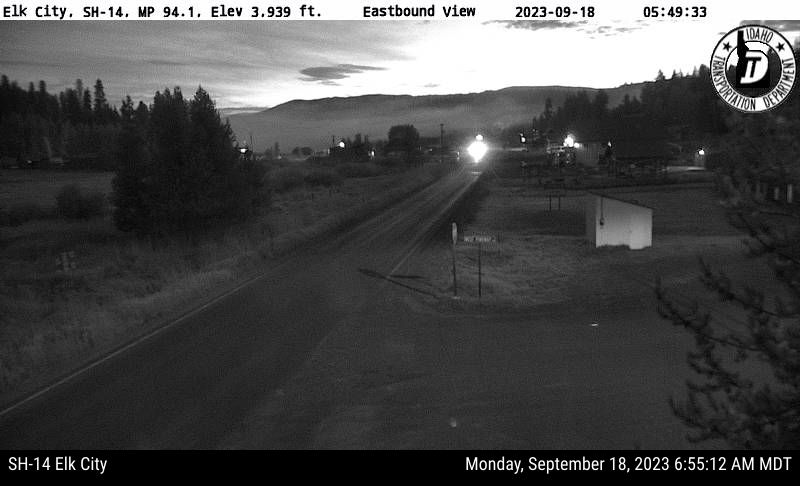 Elk City, SH-14, MP 94.1, Elev 3,939 ft. Eastbound View 2023-09-18 05:49:33
IDAHO
TRANSPORTATION DEPARTMENT
SH-14 Elk City Monday, September 18, 2023 6:55:12 AM MDT